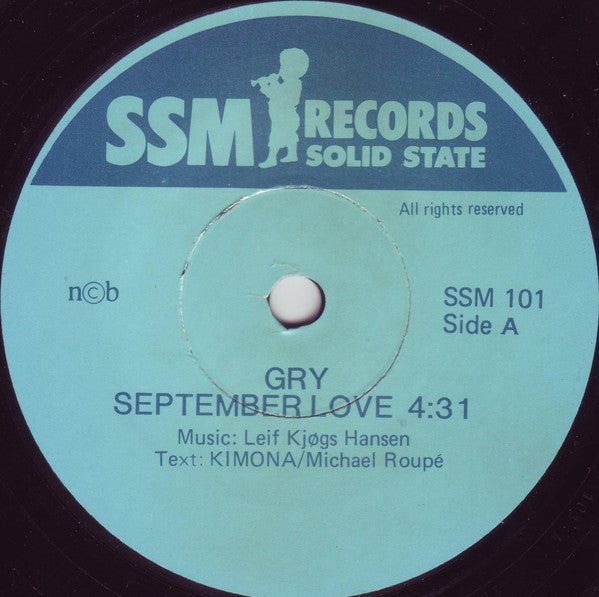 SSM RECORDS
SOLID STATE
All rights reserved
n©b
SSM 101
Side A
GRY
SEPTEMBER LOVE 4:31
Music: Leif Kjøgs Hansen
Text: KIMONA/Michael Roupé